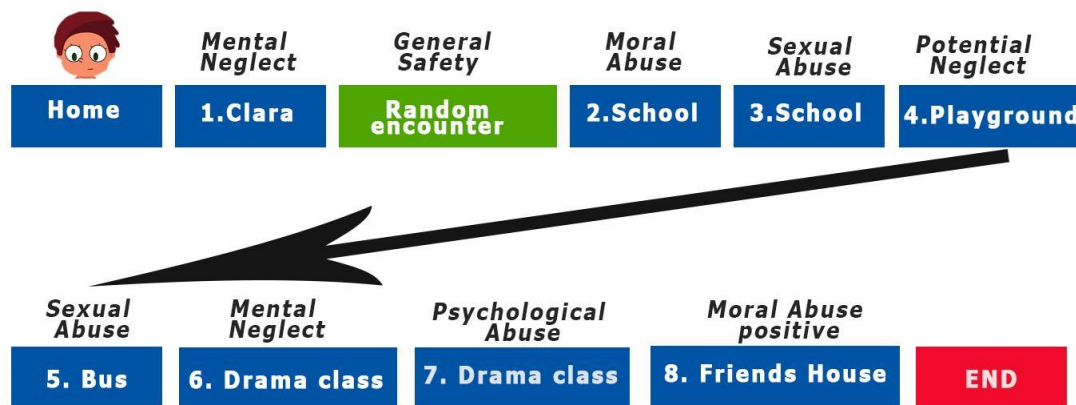 Mental
Neglect
General
Safety
Moral
Abuse
Sexual
Abuse
Potential
Neglect
Home
1.Clara
Random
encounter
2.School
3.School
4.Playground
Sexual
Abuse
Mental
Neglect
Psychological
Abuse
Moral Abuse
positive
5. Bus
6. Drama class
7. Drama class
8. Friends House
END